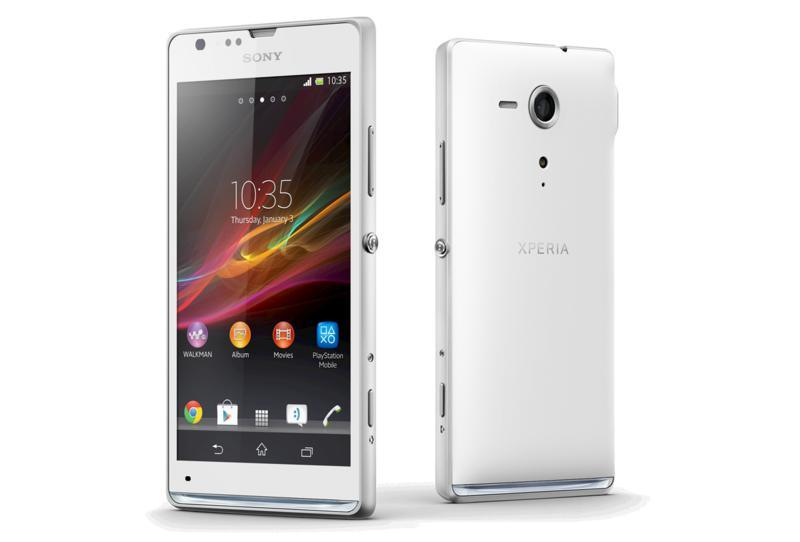 SONY
10:35
10:35
Thursday, January 3
WALKMAN
Album
Movies
PlayStation
Mobile
XPERIA